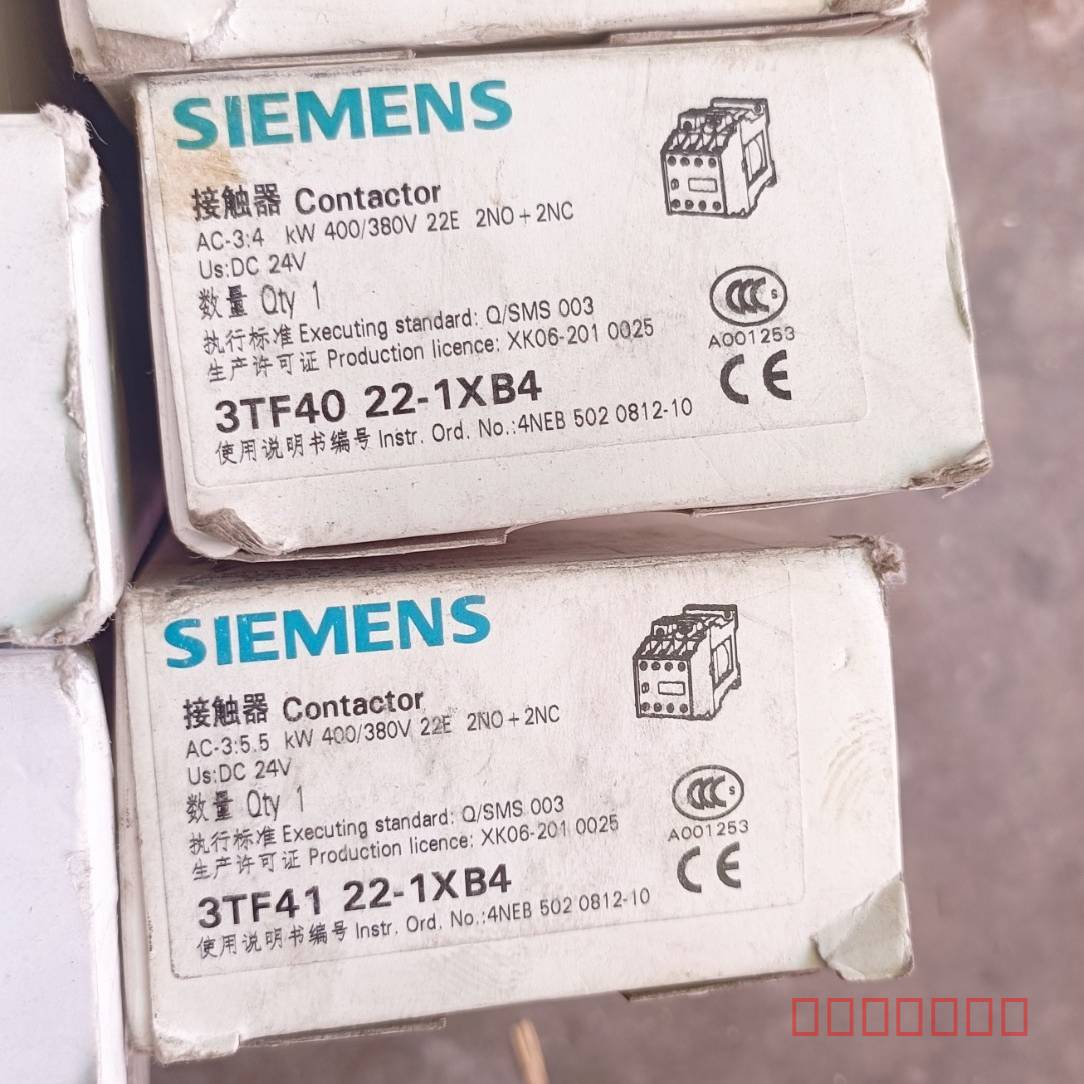 SIEMENS
接触器 Contactor
AC-3:4 kW 400/380V 22E 2NO+2NC
Us:DC 24V
数量 Qty 1
执行标准 Executing standard: Q/SMS 003
生产许可证 Production licence: XK06-201 0025
3TF40 22-1XB4
使用说明书编号 Instr. Ord. No.:4NEB 502 0812-10
CCC S
A001253
CE
SIEMENS
接触器 Contactor
AC-3:5.5 kW 400/380V 22E 2NO+2NC
Us:DC 24V
数量 Qty 1
执行标准 Executing standard: Q/SMS 003
生产许可证 Production licence: XK06-201 0025
3TF41 22-1XB4
使用说明书编号 Instr. Ord. No.:4NEB 502 0812-10
CCC S
A001253
CE